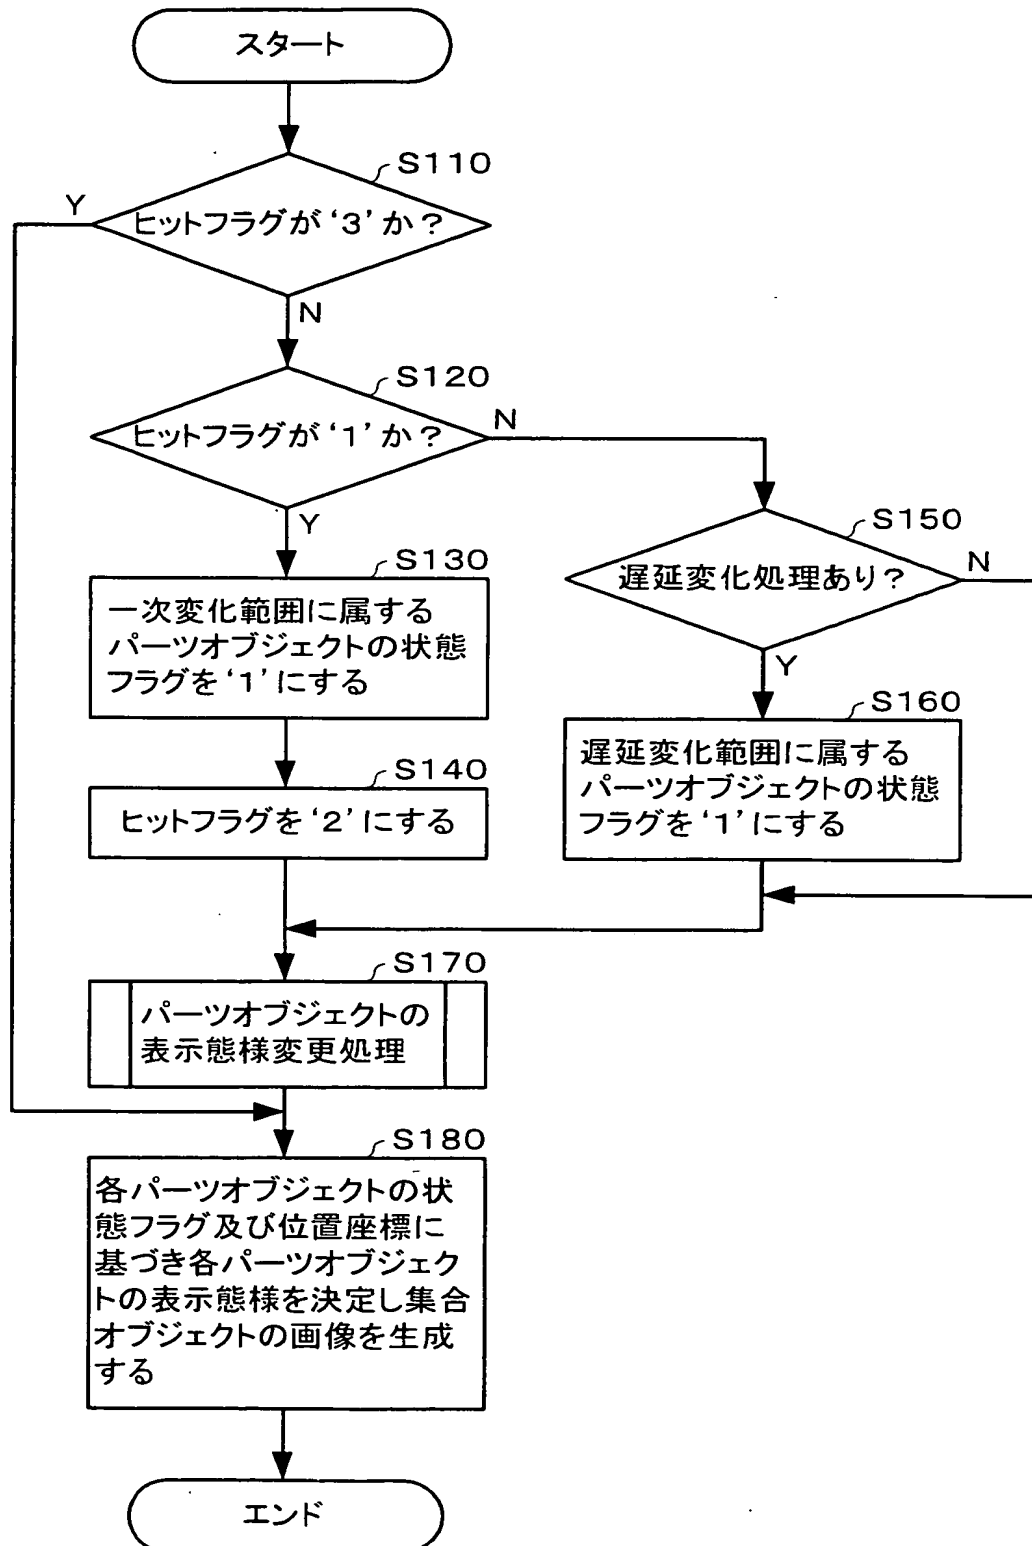 スタート
S110
Y
ヒットフラグが‘3’か？
N
S120
ヒットフラグが‘1’か？
N
Y
S150
遅延変化処理あり？
N
Y
S130
一次変化範囲に属する
パーツオブジェクトの状態
フラグを‘1’にする
S160
遅延変化範囲に属する
パーツオブジェクトの状態
フラグを‘1’にする
S140
ヒットフラグを‘2’にする
S170
パーツオブジェクトの
表示態様変更処理
S180
各パーツオブジェクトの状
態フラグ及び位置座標に
基づき各パーツオブジェク
トの表示態様を決定し集合
オブジェクトの画像を生成
する
エンド